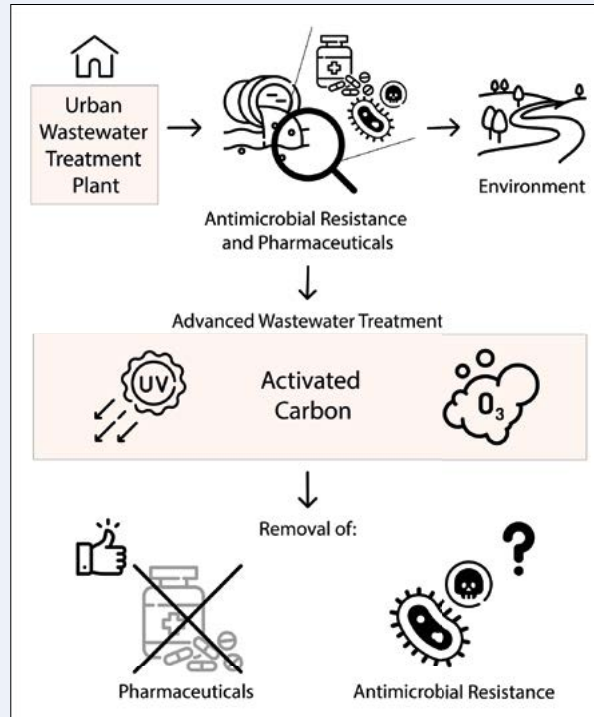 Urban
Wastewater
Treatment
Plant
Environment
Antimicrobial Resistance
and Pharmaceuticals
Advanced Wastewater Treatment
UV
Activated
Carbon
O3
Removal of:
?
Pharmaceuticals
Antimicrobial Resistance